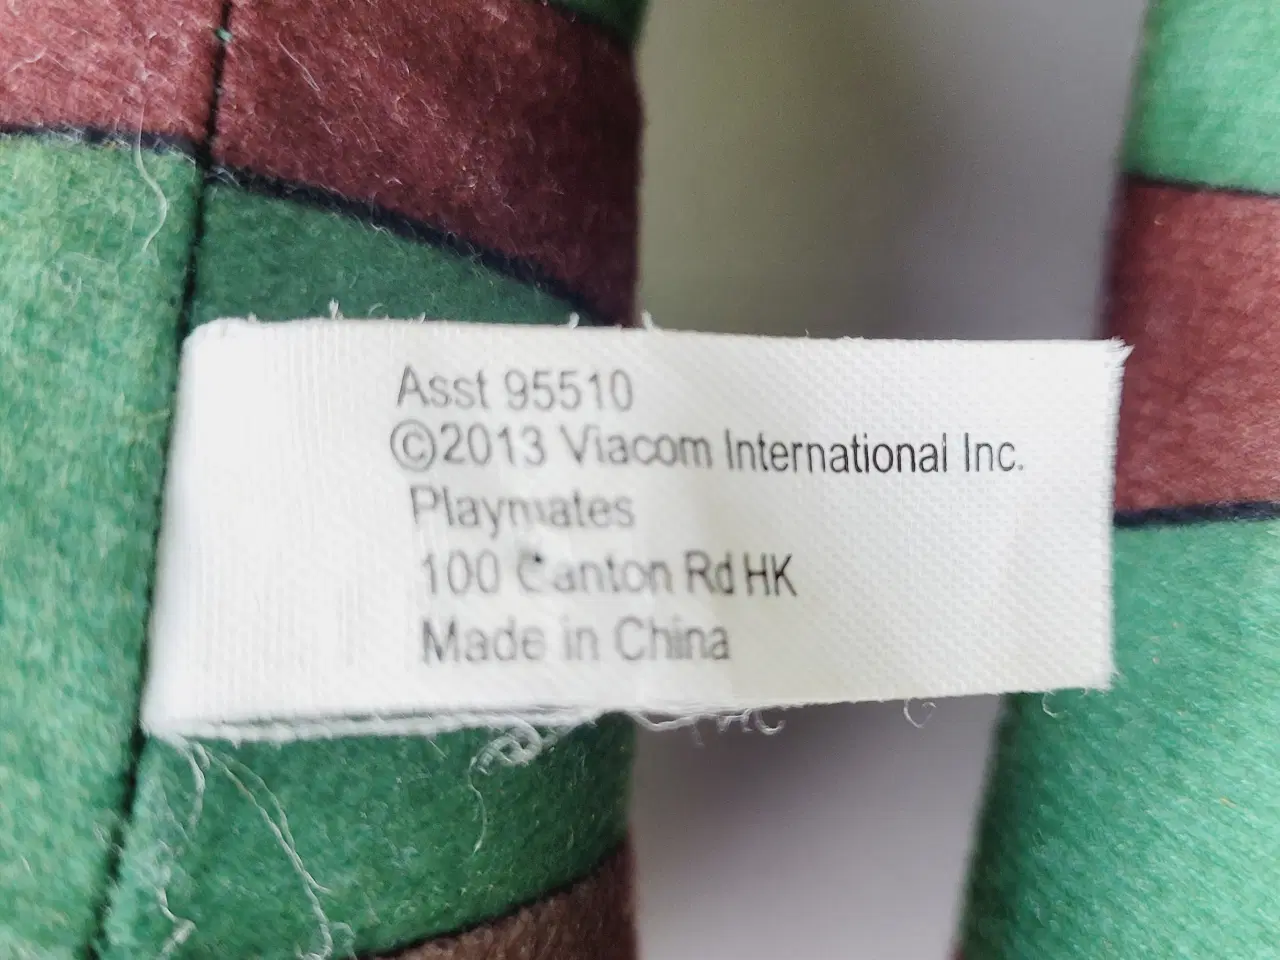 Asst 95510
©2013 Viacom International Inc.
Playmates
100 Canton Rd HK
Made in China